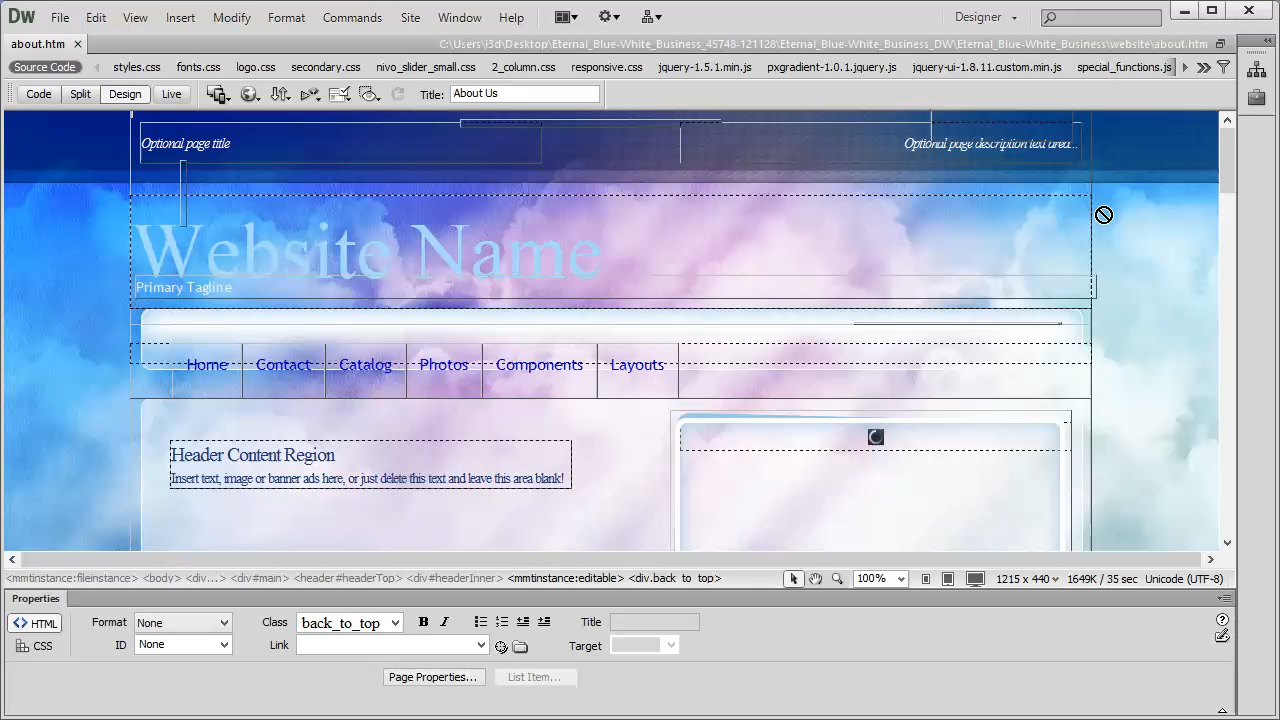 Dw File Edit View Insert Modify Format Commands Site Window Help Designer
about.htm × C:\Users\i3d\Desktop\Eternal_Blue-White_Business_45748-121128\Eternal_Blue-White_Business_DW\Eternal_Blue-White_Business\website\about.htm
Source Code styles.css fonts.css logo.css secondary.css nivo_slider_small.css 2_column.css responsive.css jquery-1.5.1.min.js pxgradient-1.0.1.jquery.js jquery-ui-1.8.11.custom.min.js special_functions.js
Code Split Design Live Title: About Us
Optional page title Optional page description text area...
Website Name
Primary Tagline
Home Contact Catalog Photos Components Layouts
Header Content Region
Insert text, image or banner ads here, or just delete this text and leave this area blank!
<mmtinstance:fileinstance> <body> <div...> <div#main> <header#headerTop> <div#headerInner> <mmtinstance:editable> <div.back_to_top> 100% 1215 x 440 1649K / 35 sec Unicode (UTF-8)
Properties
<> HTML Format None Class back_to_top B I Title
CSS ID None Link Target
Page Properties... List Item...